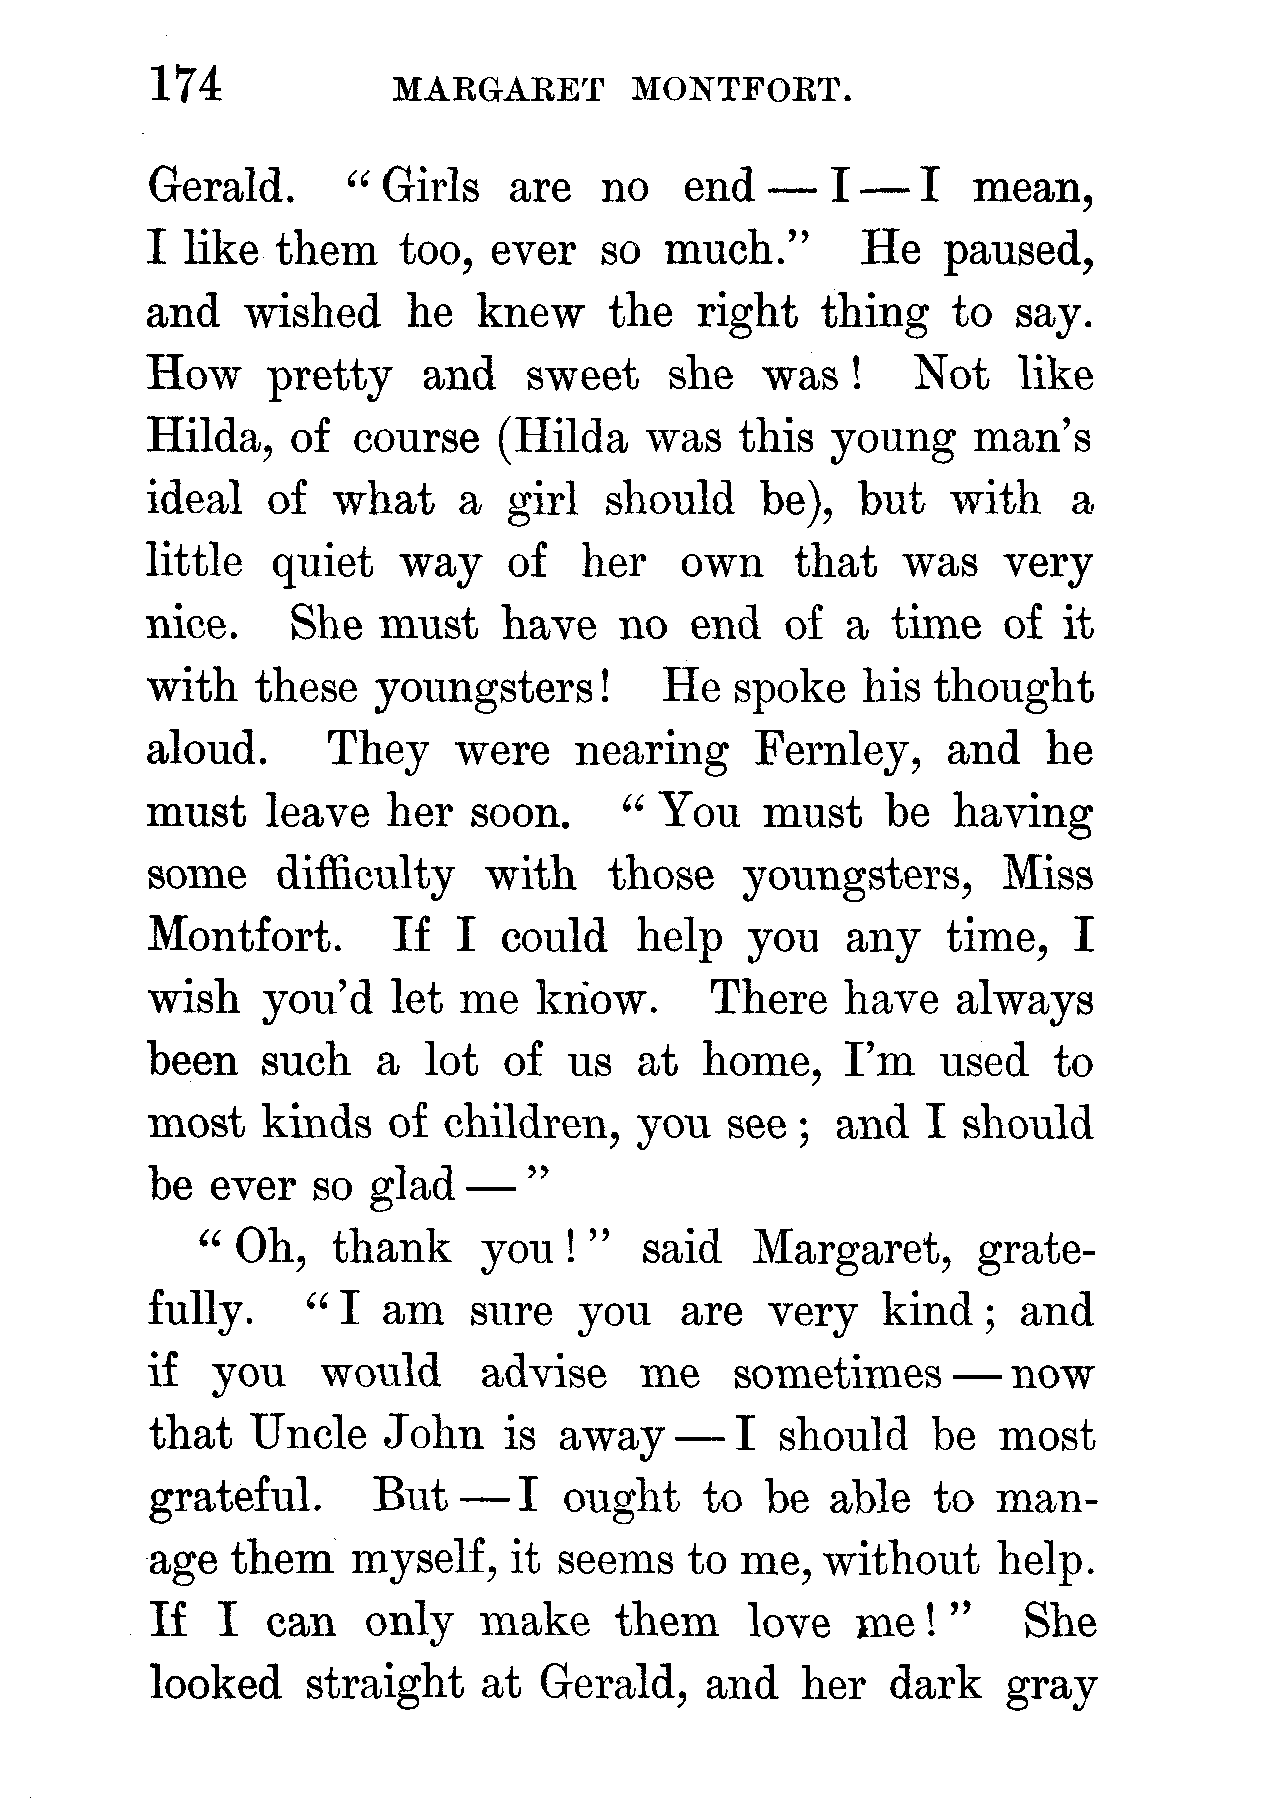 174 MARGARET MONTFORT.
Gerald. “Girls are no end — I — I mean,
I like them too, ever so much.” He paused,
and wished he knew the right thing to say.
How pretty and sweet she was! Not like
Hilda, of course (Hilda was this young man’s
ideal of what a girl should be), but with a
little quiet way of her own that was very
nice. She must have no end of a time of it
with these youngsters! He spoke his thought
aloud. They were nearing Fernley, and he
must leave her soon. “You must be having
some difficulty with those youngsters, Miss
Montfort. If I could help you any time, I
wish you’d let me know. There have always
been such a lot of us at home, I’m used to
most kinds of children, you see; and I should
be ever so glad — ”
“Oh, thank you!” said Margaret, grate-
fully. “I am sure you are very kind; and
if you would advise me sometimes — now
that Uncle John is away — I should be most
grateful. But — I ought to be able to man-
age them myself, it seems to me, without help.
If I can only make them love me!” She
looked straight at Gerald, and her dark gray